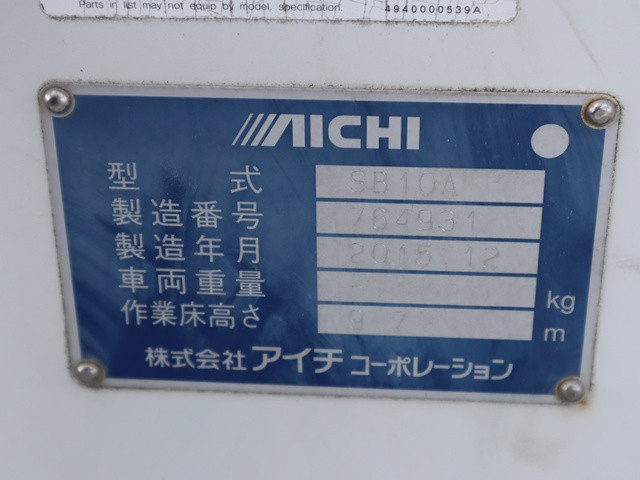 Parts in list may not equip by model, specification. 4940000539A
AICHI
型式 SB10A
製造番号 764931
製造年月 2015 12
車両重量 kg
作業床高さ 9 7 m
株式会社 アイチ コーポレーション